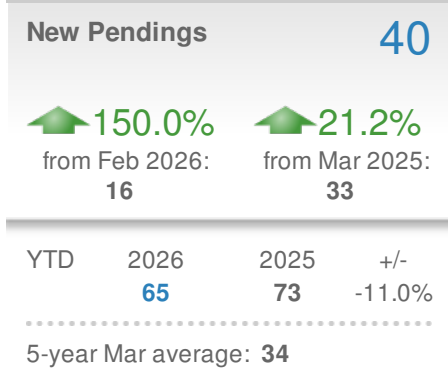 New Pendings 40
150.0% 21.2%
from Feb 2026: from Mar 2025:
16 33
YTD 2026 2025 +/-
65 73 -11.0%
5-year Mar average: 34